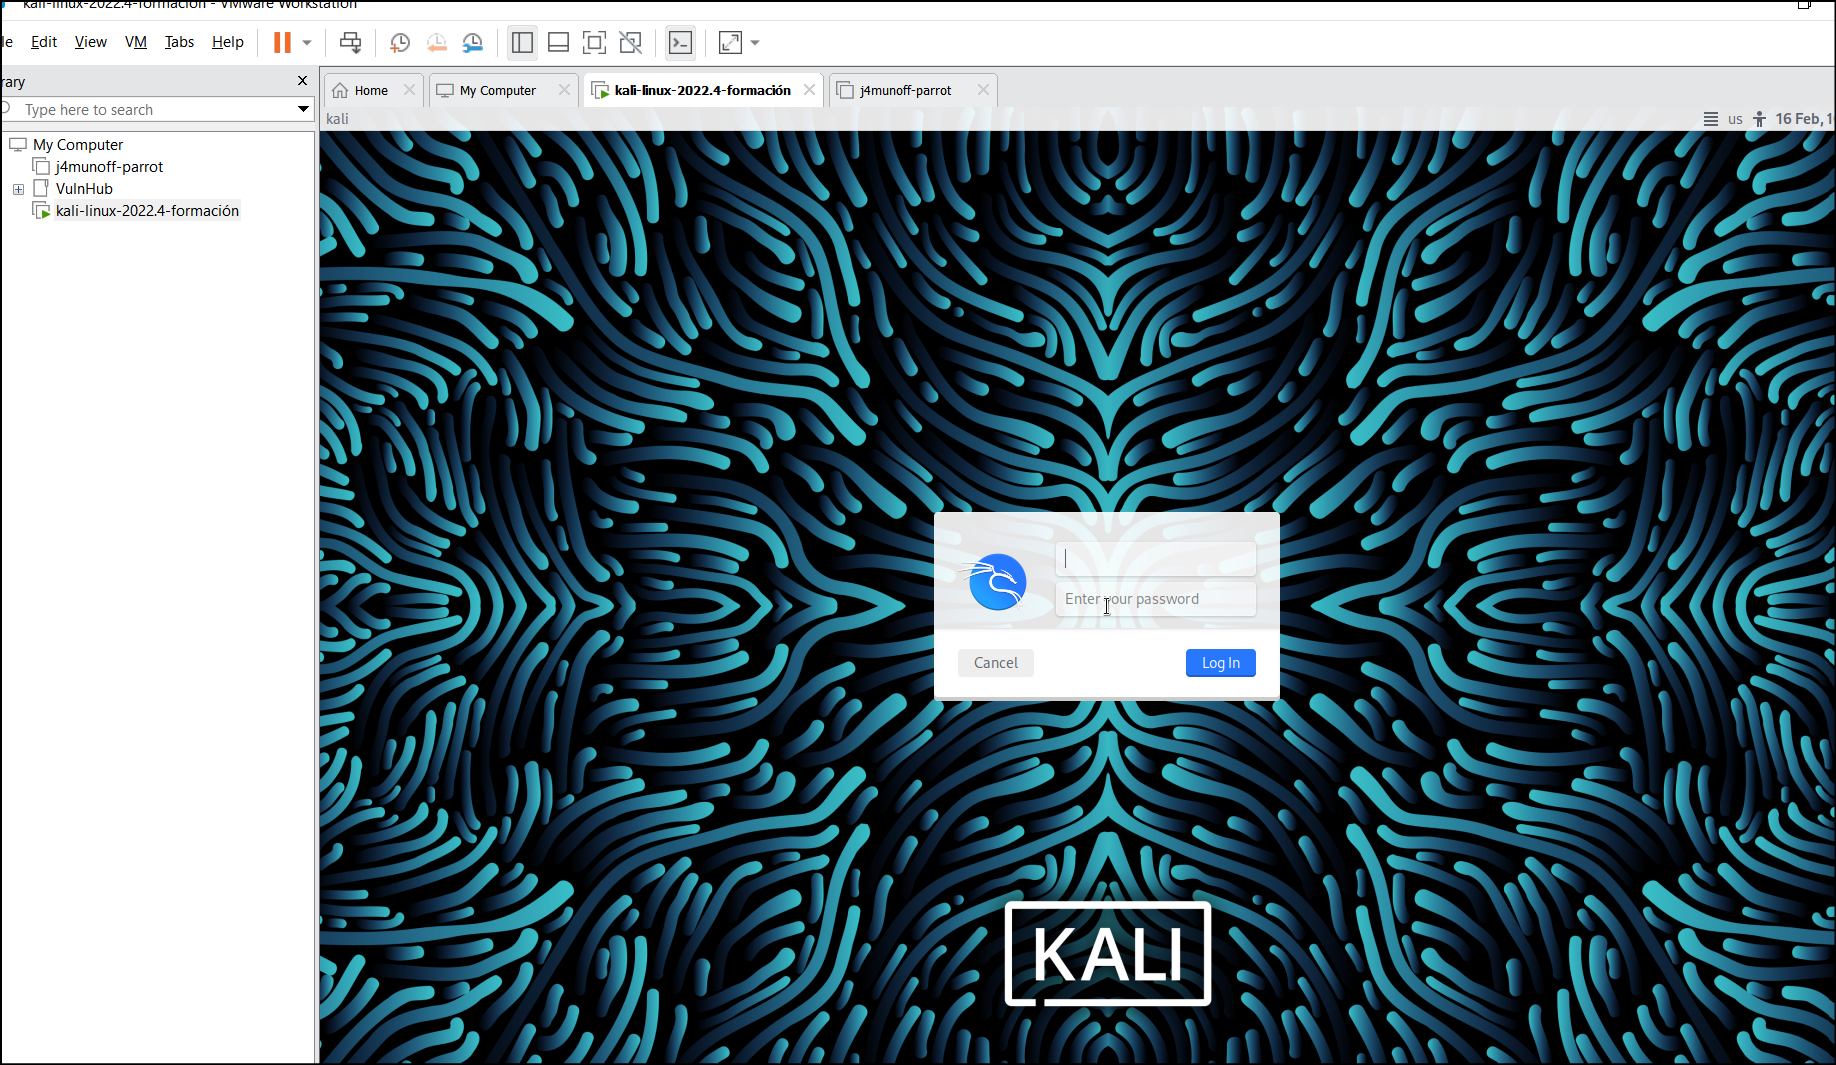 kali-linux-2022.4-formación - VMware Workstation
le Edit View VM Tabs Help
rary
Type here to search
My Computer
j4munoff-parrot
VulnHub
kali-linux-2022.4-formación
Home
My Computer
kali-linux-2022.4-formación
j4munoff-parrot
kali
us
16 Feb, 1
Enter your password
Cancel
Log In
KALI